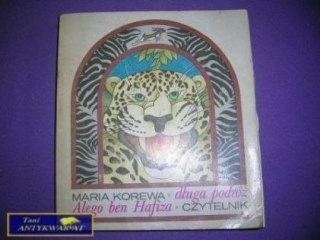 MARIA KOREWA • długa podróż
Alego ben Hafiza • CZYTELNIK
Tani
ANTYKWARIAT